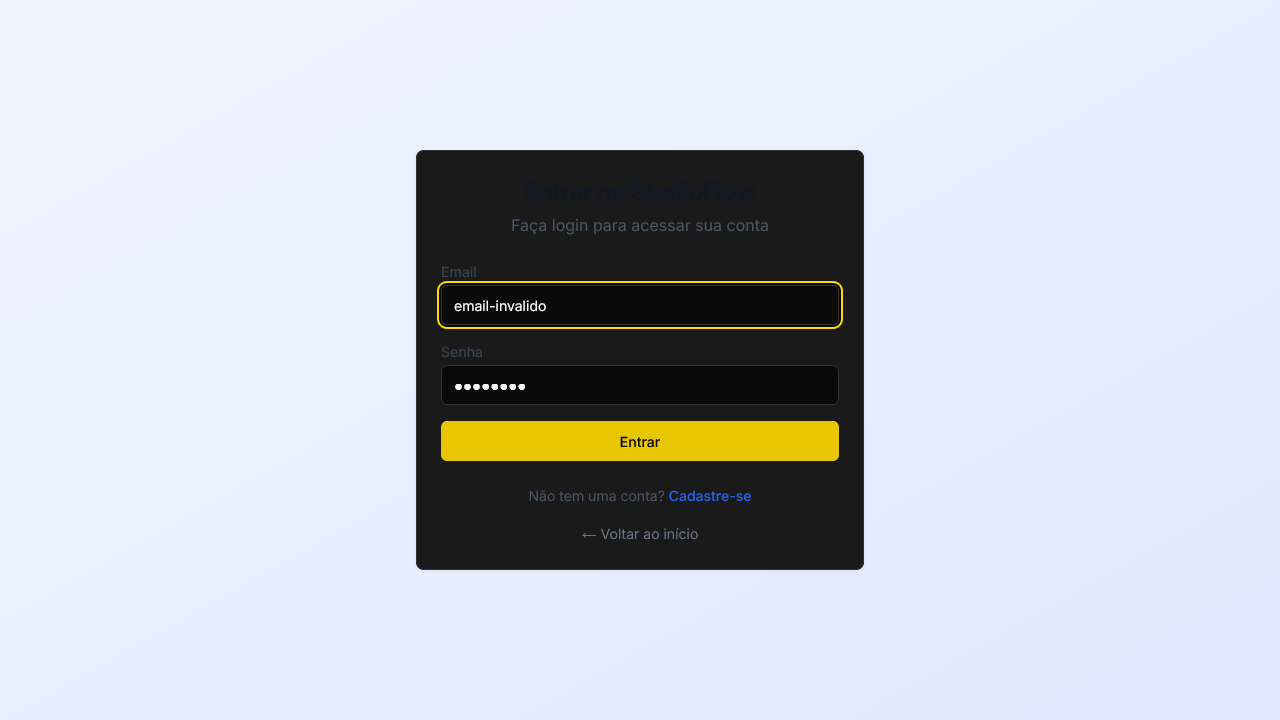 Entrar no StudioFlow
Faça login para acessar sua conta
Email
email-invalido
Senha
••••••••
Entrar
Não tem uma conta? Cadastre-se
← Voltar ao início